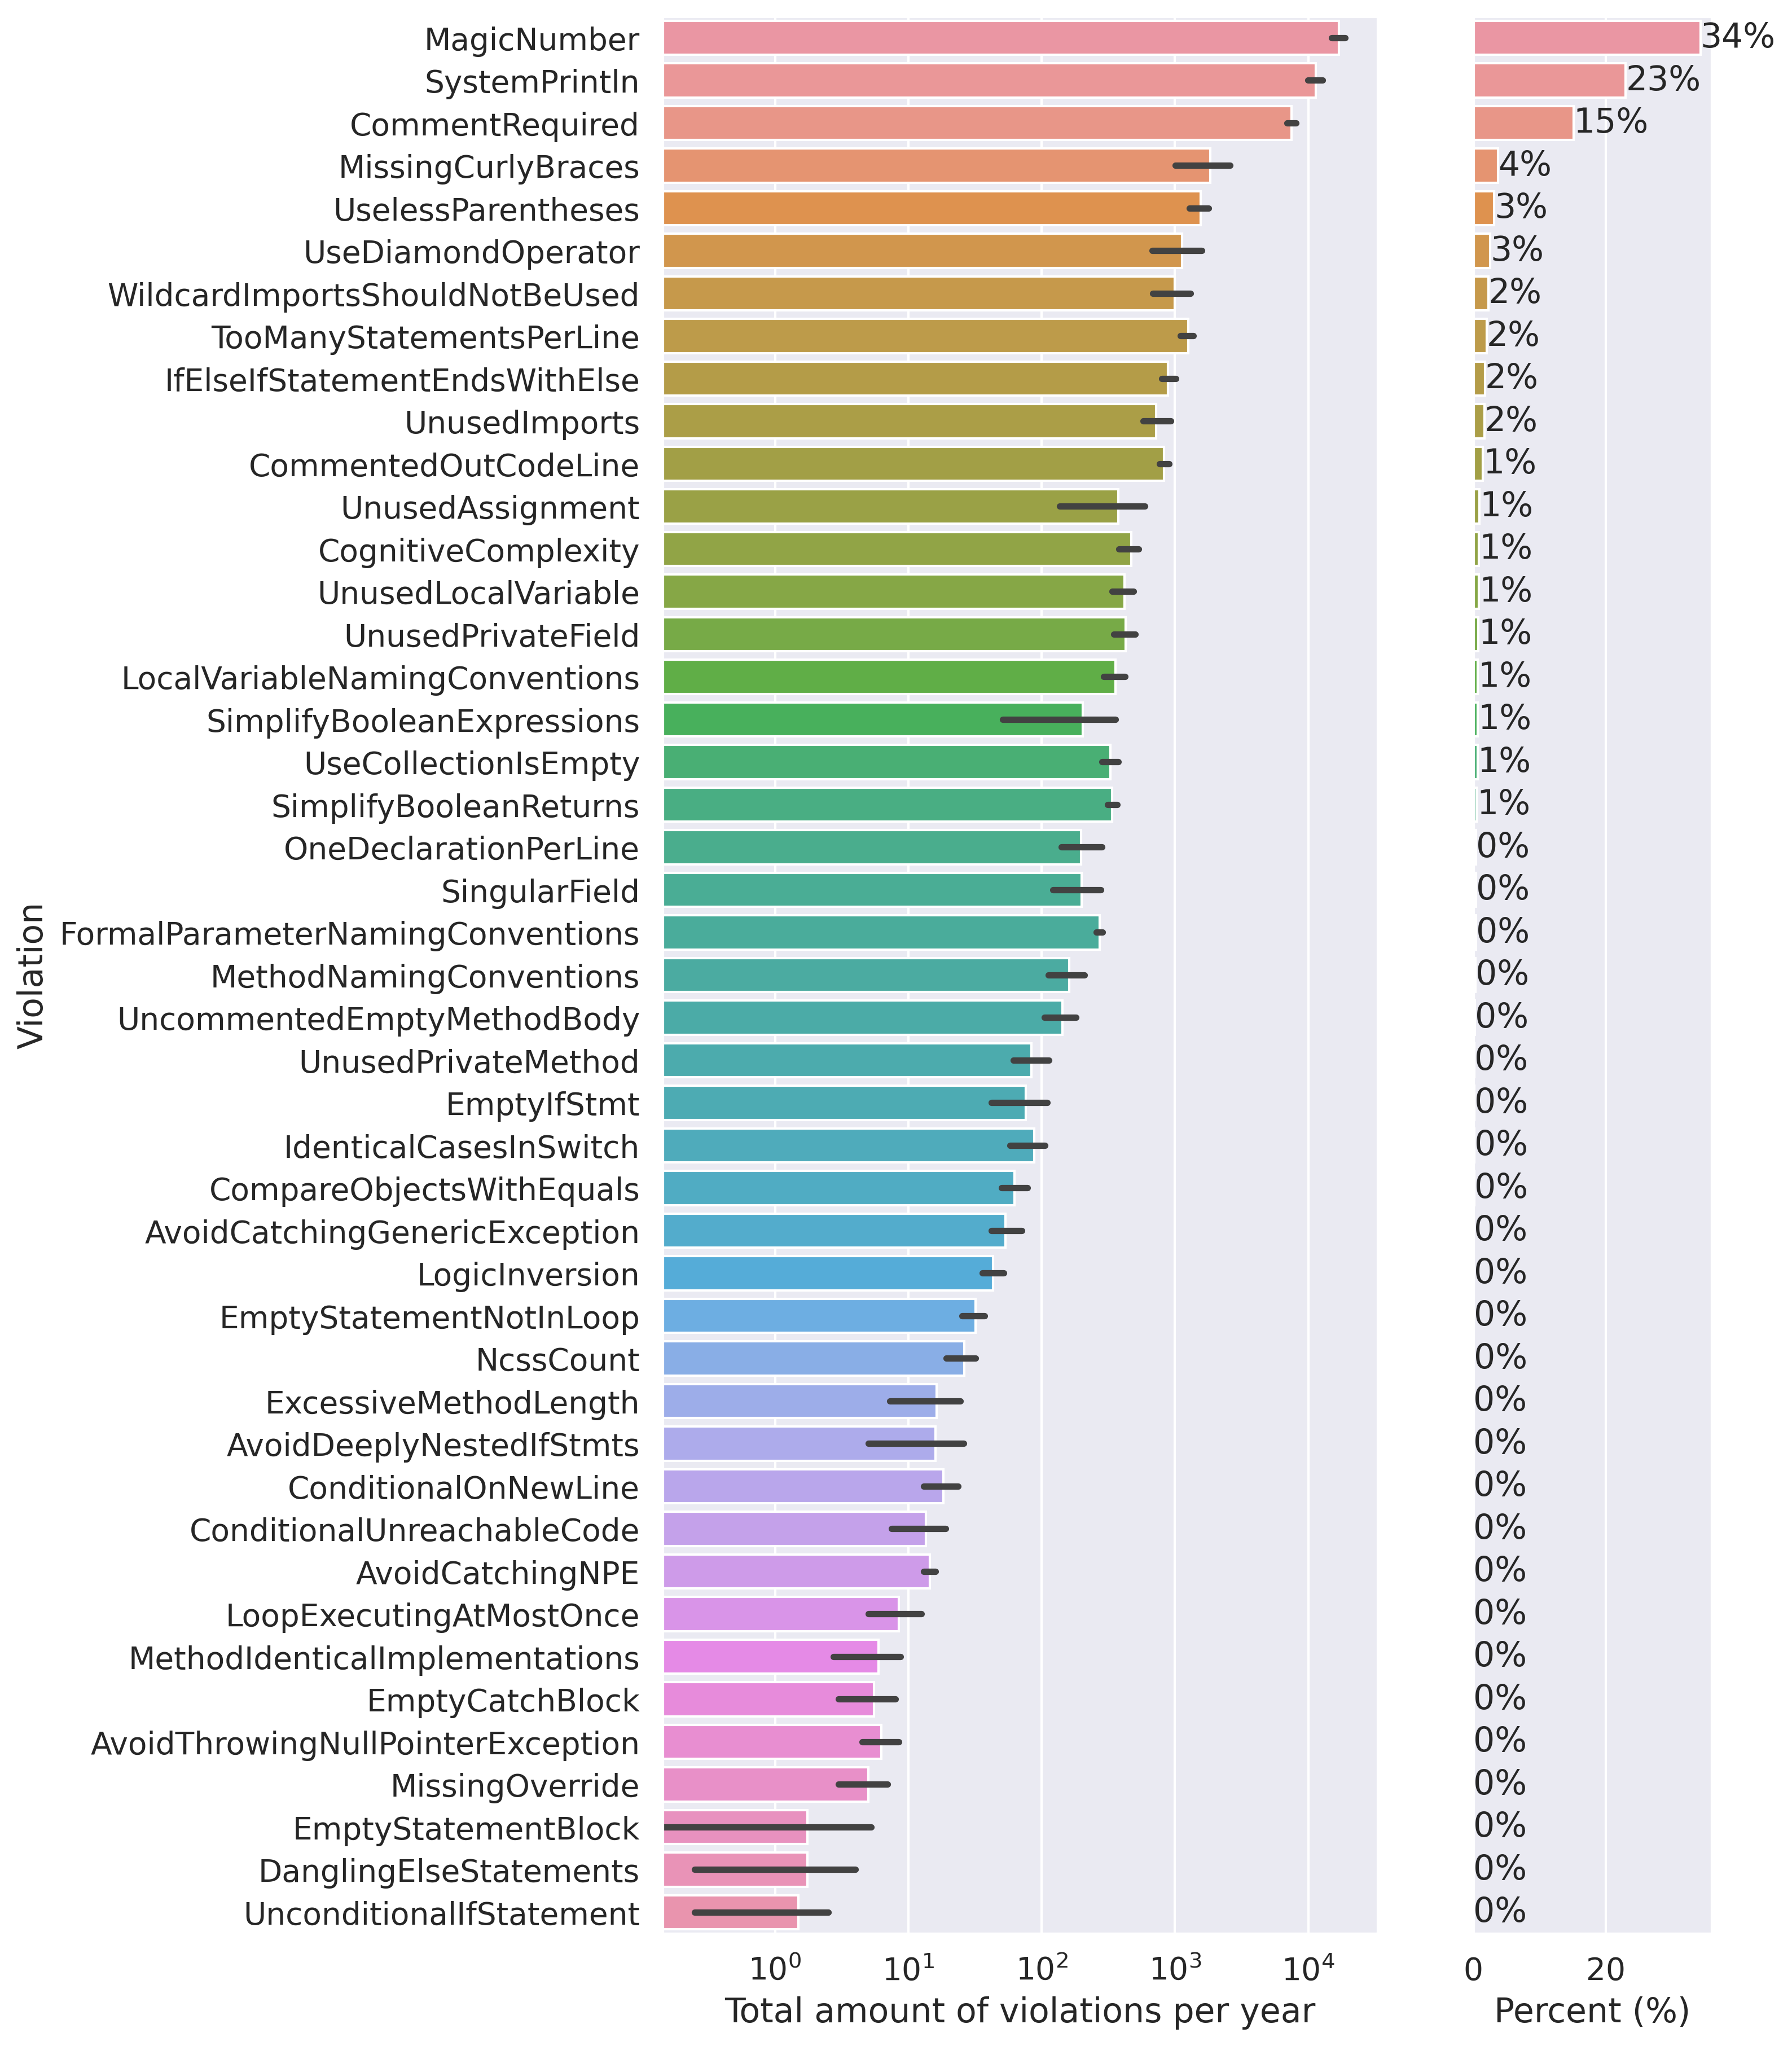 MagicNumber 34%
SystemPrintln 23%
CommentRequired 15%
MissingCurlyBraces 4%
UselessParentheses 3%
UseDiamondOperator 3%
WildcardImportsShouldNotBeUsed 2%
TooManyStatementsPerLine 2%
IfElseIfStatementEndsWithElse 2%
UnusedImports 2%
CommentedOutCodeLine 1%
UnusedAssignment 1%
CognitiveComplexity 1%
UnusedLocalVariable 1%
UnusedPrivateField 1%
LocalVariableNamingConventions 1%
SimplifyBooleanExpressions 1%
UseCollectionIsEmpty 1%
SimplifyBooleanReturns 1%
OneDeclarationPerLine 0%
SingularField 0%
FormalParameterNamingConventions 0%
MethodNamingConventions 0%
UncommentedEmptyMethodBody 0%
UnusedPrivateMethod 0%
EmptyIfStmt 0%
IdenticalCasesInSwitch 0%
CompareObjectsWithEquals 0%
AvoidCatchingGenericException 0%
LogicInversion 0%
EmptyStatementNotInLoop 0%
NcssCount 0%
ExcessiveMethodLength 0%
AvoidDeeplyNestedIfStmts 0%
ConditionalOnNewLine 0%
ConditionalUnreachableCode 0%
AvoidCatchingNPE 0%
LoopExecutingAtMostOnce 0%
MethodIdenticalImplementations 0%
EmptyCatchBlock 0%
AvoidThrowingNullPointerException 0%
MissingOverride 0%
EmptyStatementBlock 0%
DanglingElseStatements 0%
UnconditionalIfStatement 0%
Violation
10⁰ 10¹ 10² 10³ 10⁴ 0 20
Total amount of violations per year Percent (%)